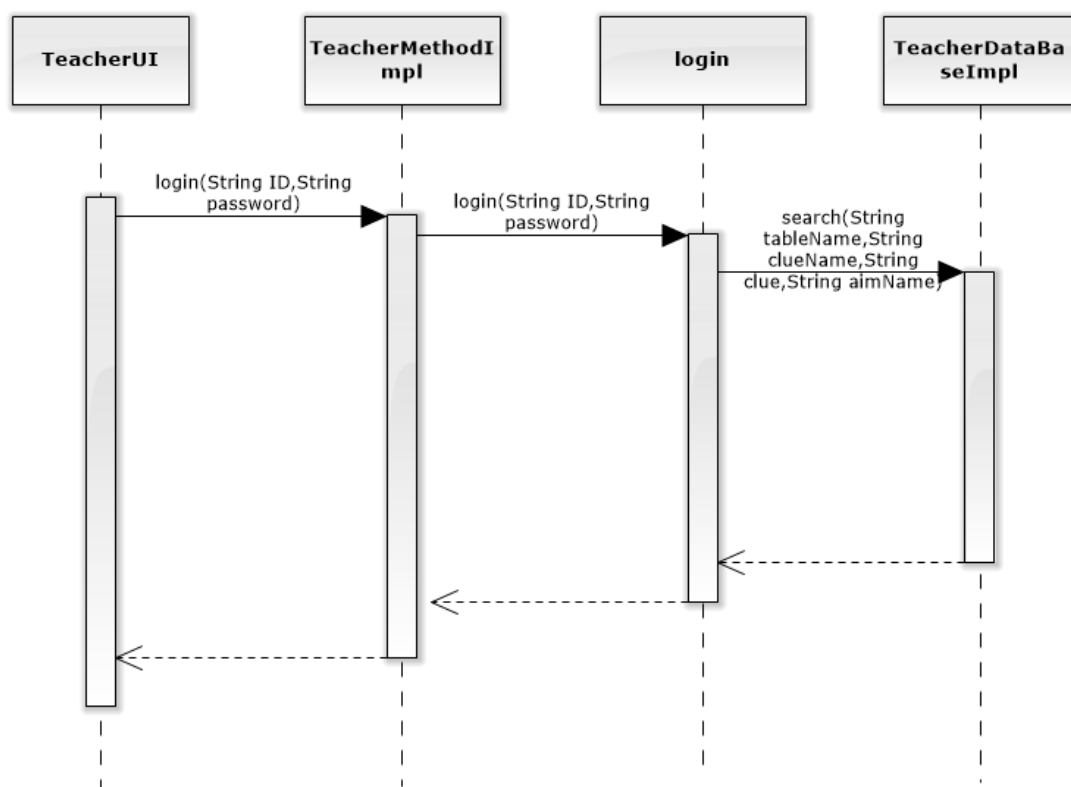 TeacherUI
TeacherMethodI
mpl
login
TeacherDataBa
seImpl
login(String ID,String
password)
login(String ID,String
password)
search(String
tableName,String
clueName,String
clue,String aimName)